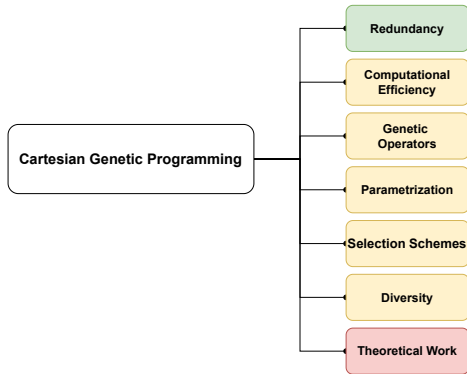 Redundancy
Computational
Efficiency
Genetic
Operators
Cartesian Genetic Programming
Parametrization
Selection Schemes
Diversity
Theoretical Work